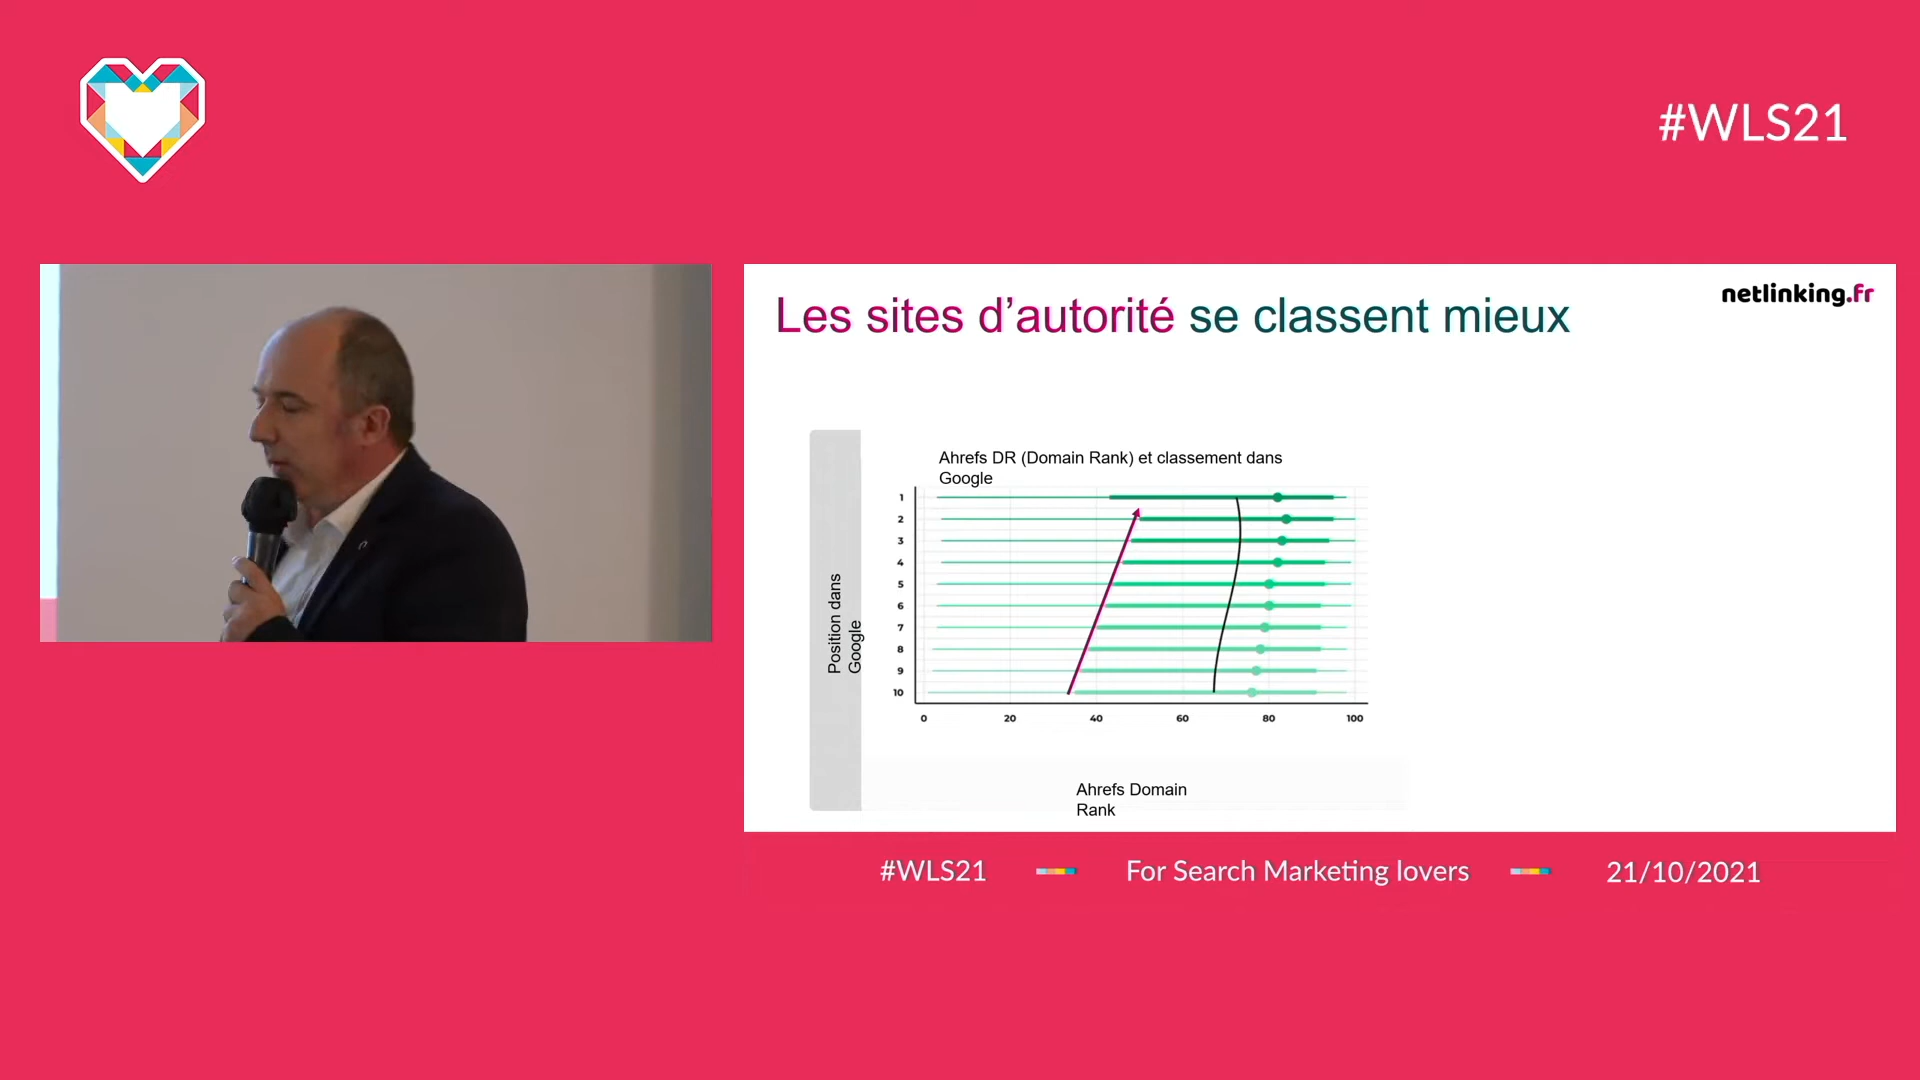 #WLS21
netlinking.fr
Les sites d’autorité se classent mieux
Ahrefs DR (Domain Rank) et classement dans
Google
Position dans
Google
1
2
3
4
5
6
7
8
9
10
0 20 40 60 80 100
Ahrefs Domain
Rank
#WLS21 For Search Marketing lovers 21/10/2021